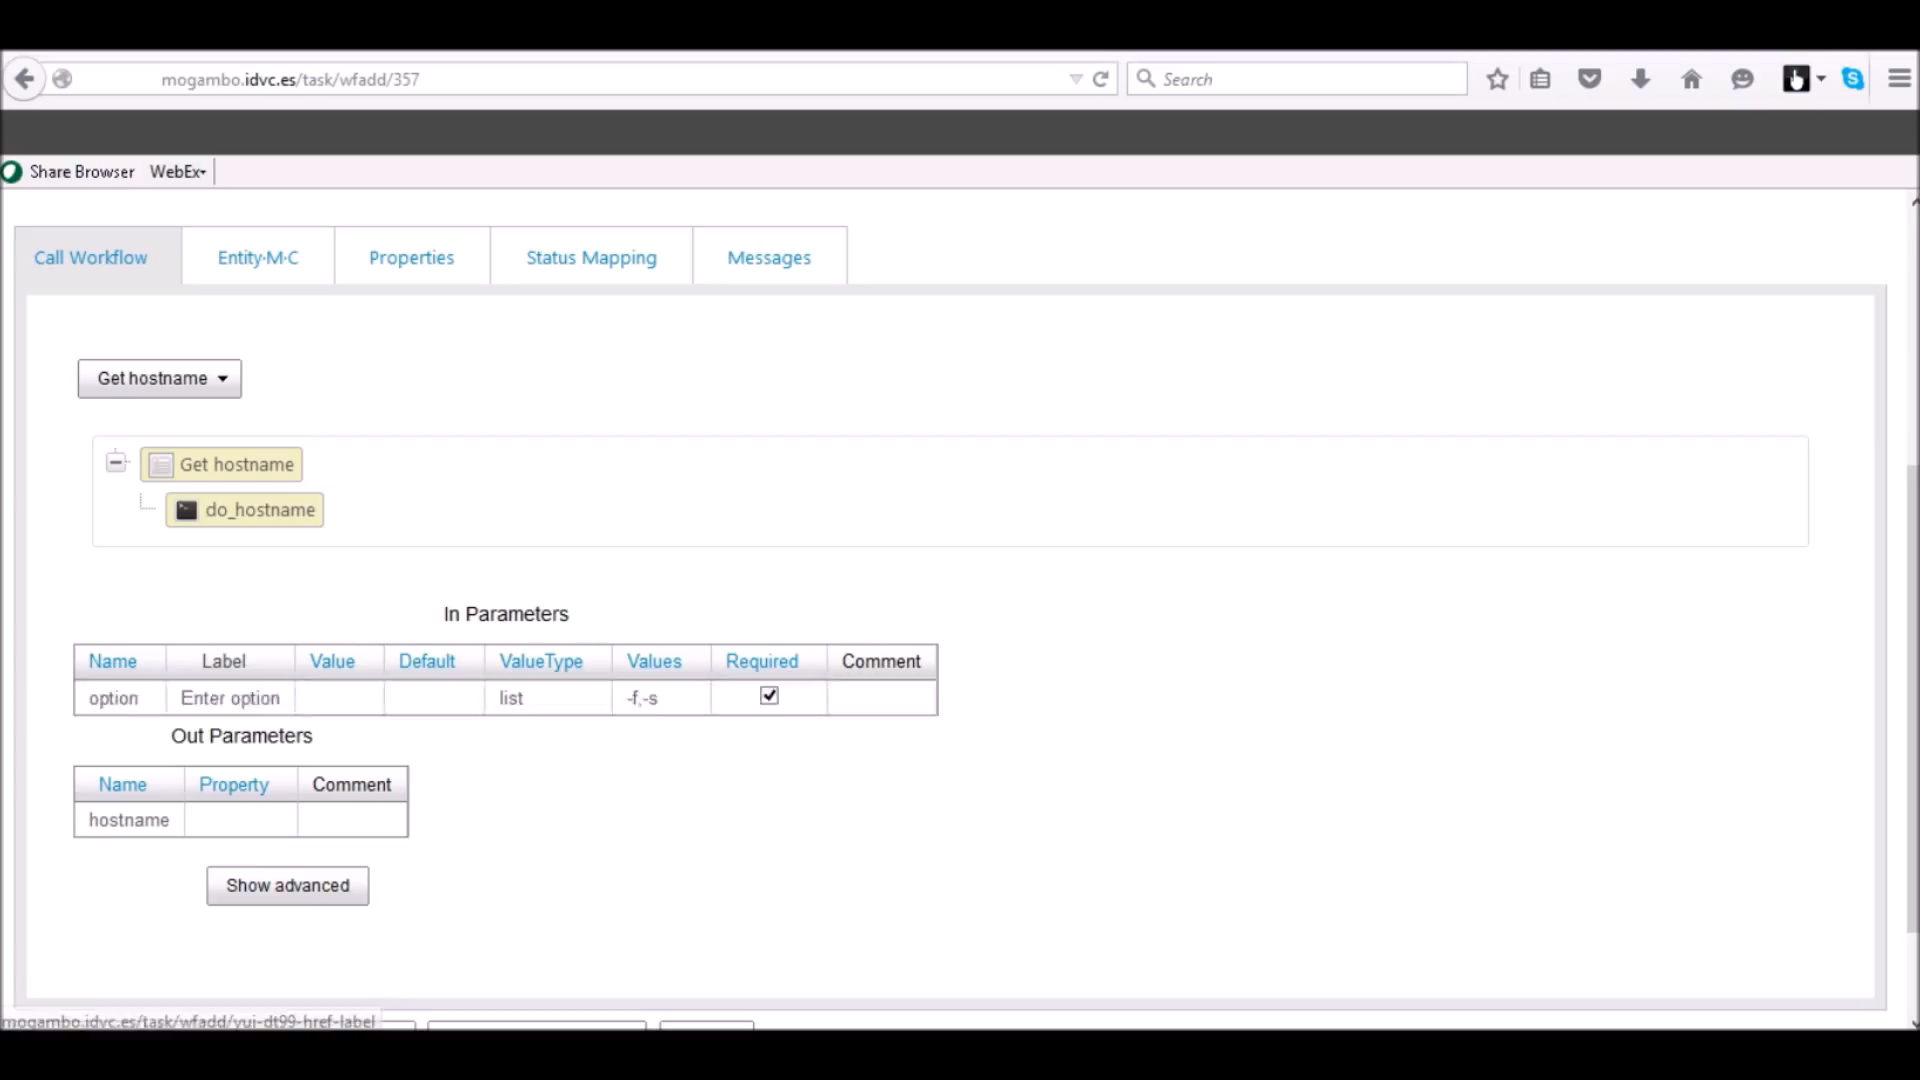 mogambo.idvc.es/task/wfadd/357
Search
Share Browser WebEx
Call Workflow Entity-M-C Properties Status Mapping Messages
Get hostname
Get hostname
do_hostname
In Parameters
Name Label Value Default ValueType Values Required Comment
option Enter option list -f,-s
Out Parameters
Name Property Comment
hostname
Show advanced
mogambo.idvc.es/task/wfadd/yui-dt99-href-label